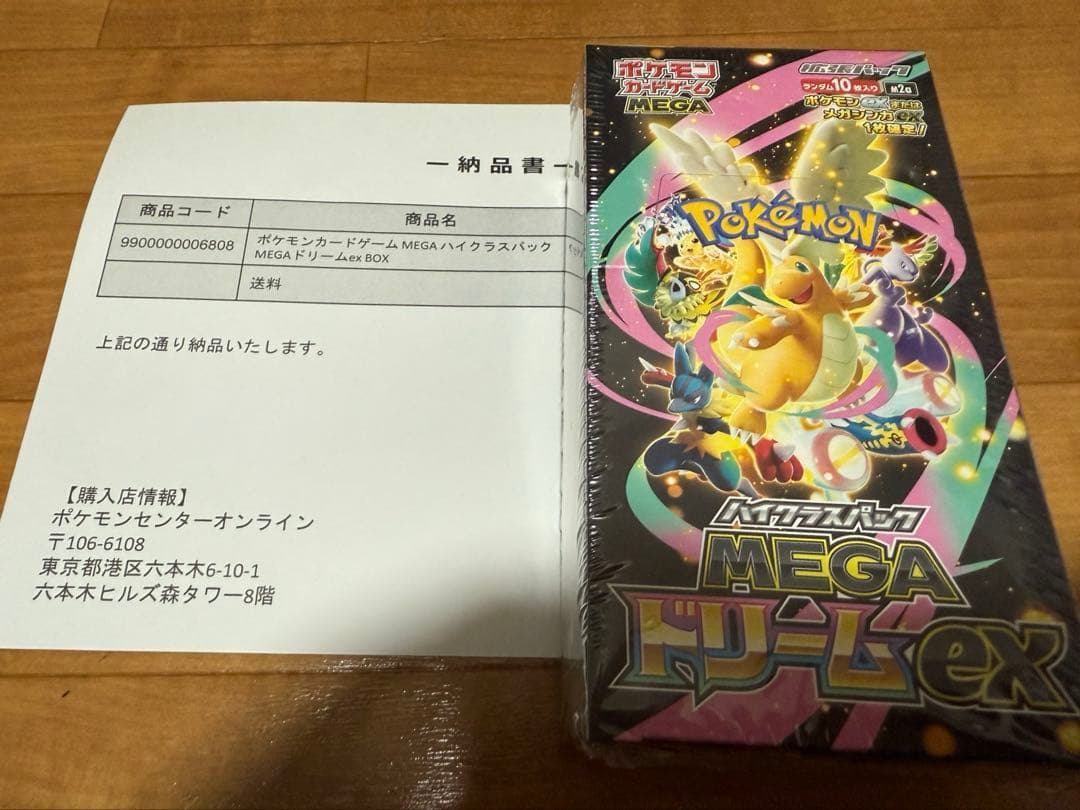 ー納品書ー
商品コード
商品名
9900000006808
ポケモンカードゲーム MEGA ハイクラスパック
MEGAドリームex BOX
送料
上記の通り納品いたします。
【購入店情報】
ポケモンセンターオンライン
〒106-6108
東京都港区六本木6-10-1
六本木ヒルズ森タワー8階
ポケモン
カードゲーム
MEGA
拡張パック
ランダム10枚入り
M2a
ポケモンexまたは
メガシンカex
1枚確定!
POKéMON
ハイクラスパック
MEGA
ドリームex